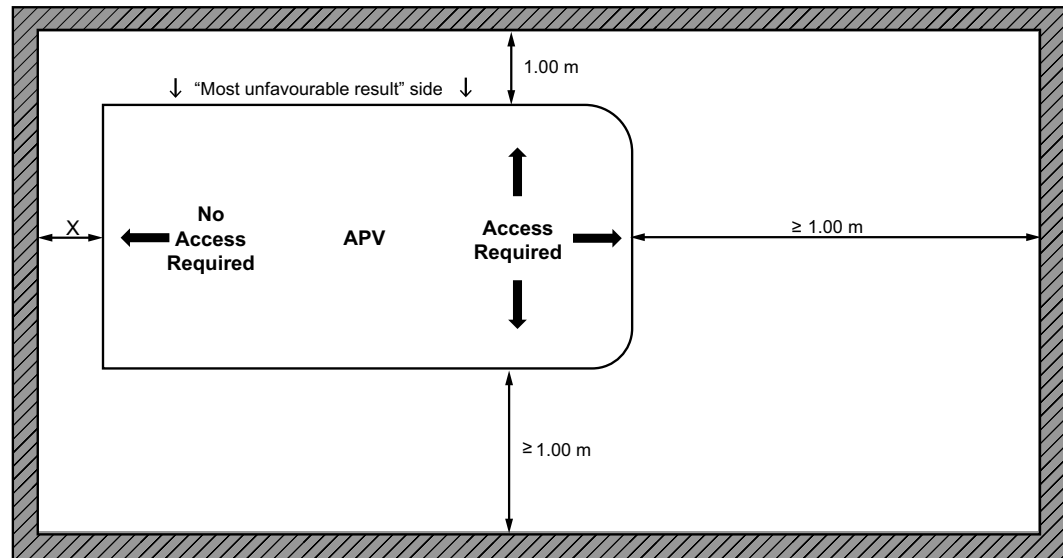 1.00 m
“Most unfavourable result” side
X
No
Access
Required
APV
Access
Required
≥ 1.00 m
≥ 1.00 m